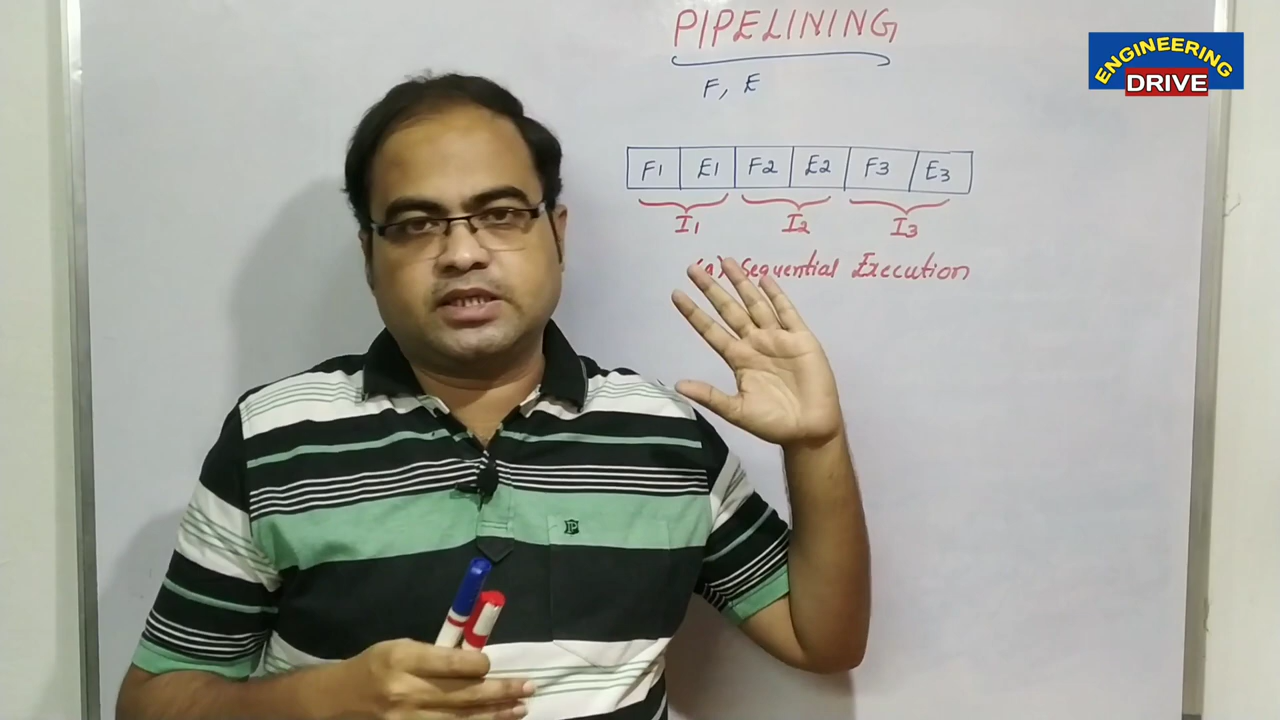 PIPELINING
F, E
F1 E1 F2 E2 F3 E3
I1 I2 I3
(a) Sequential Execution
ENGINEERING
DRIVE
P